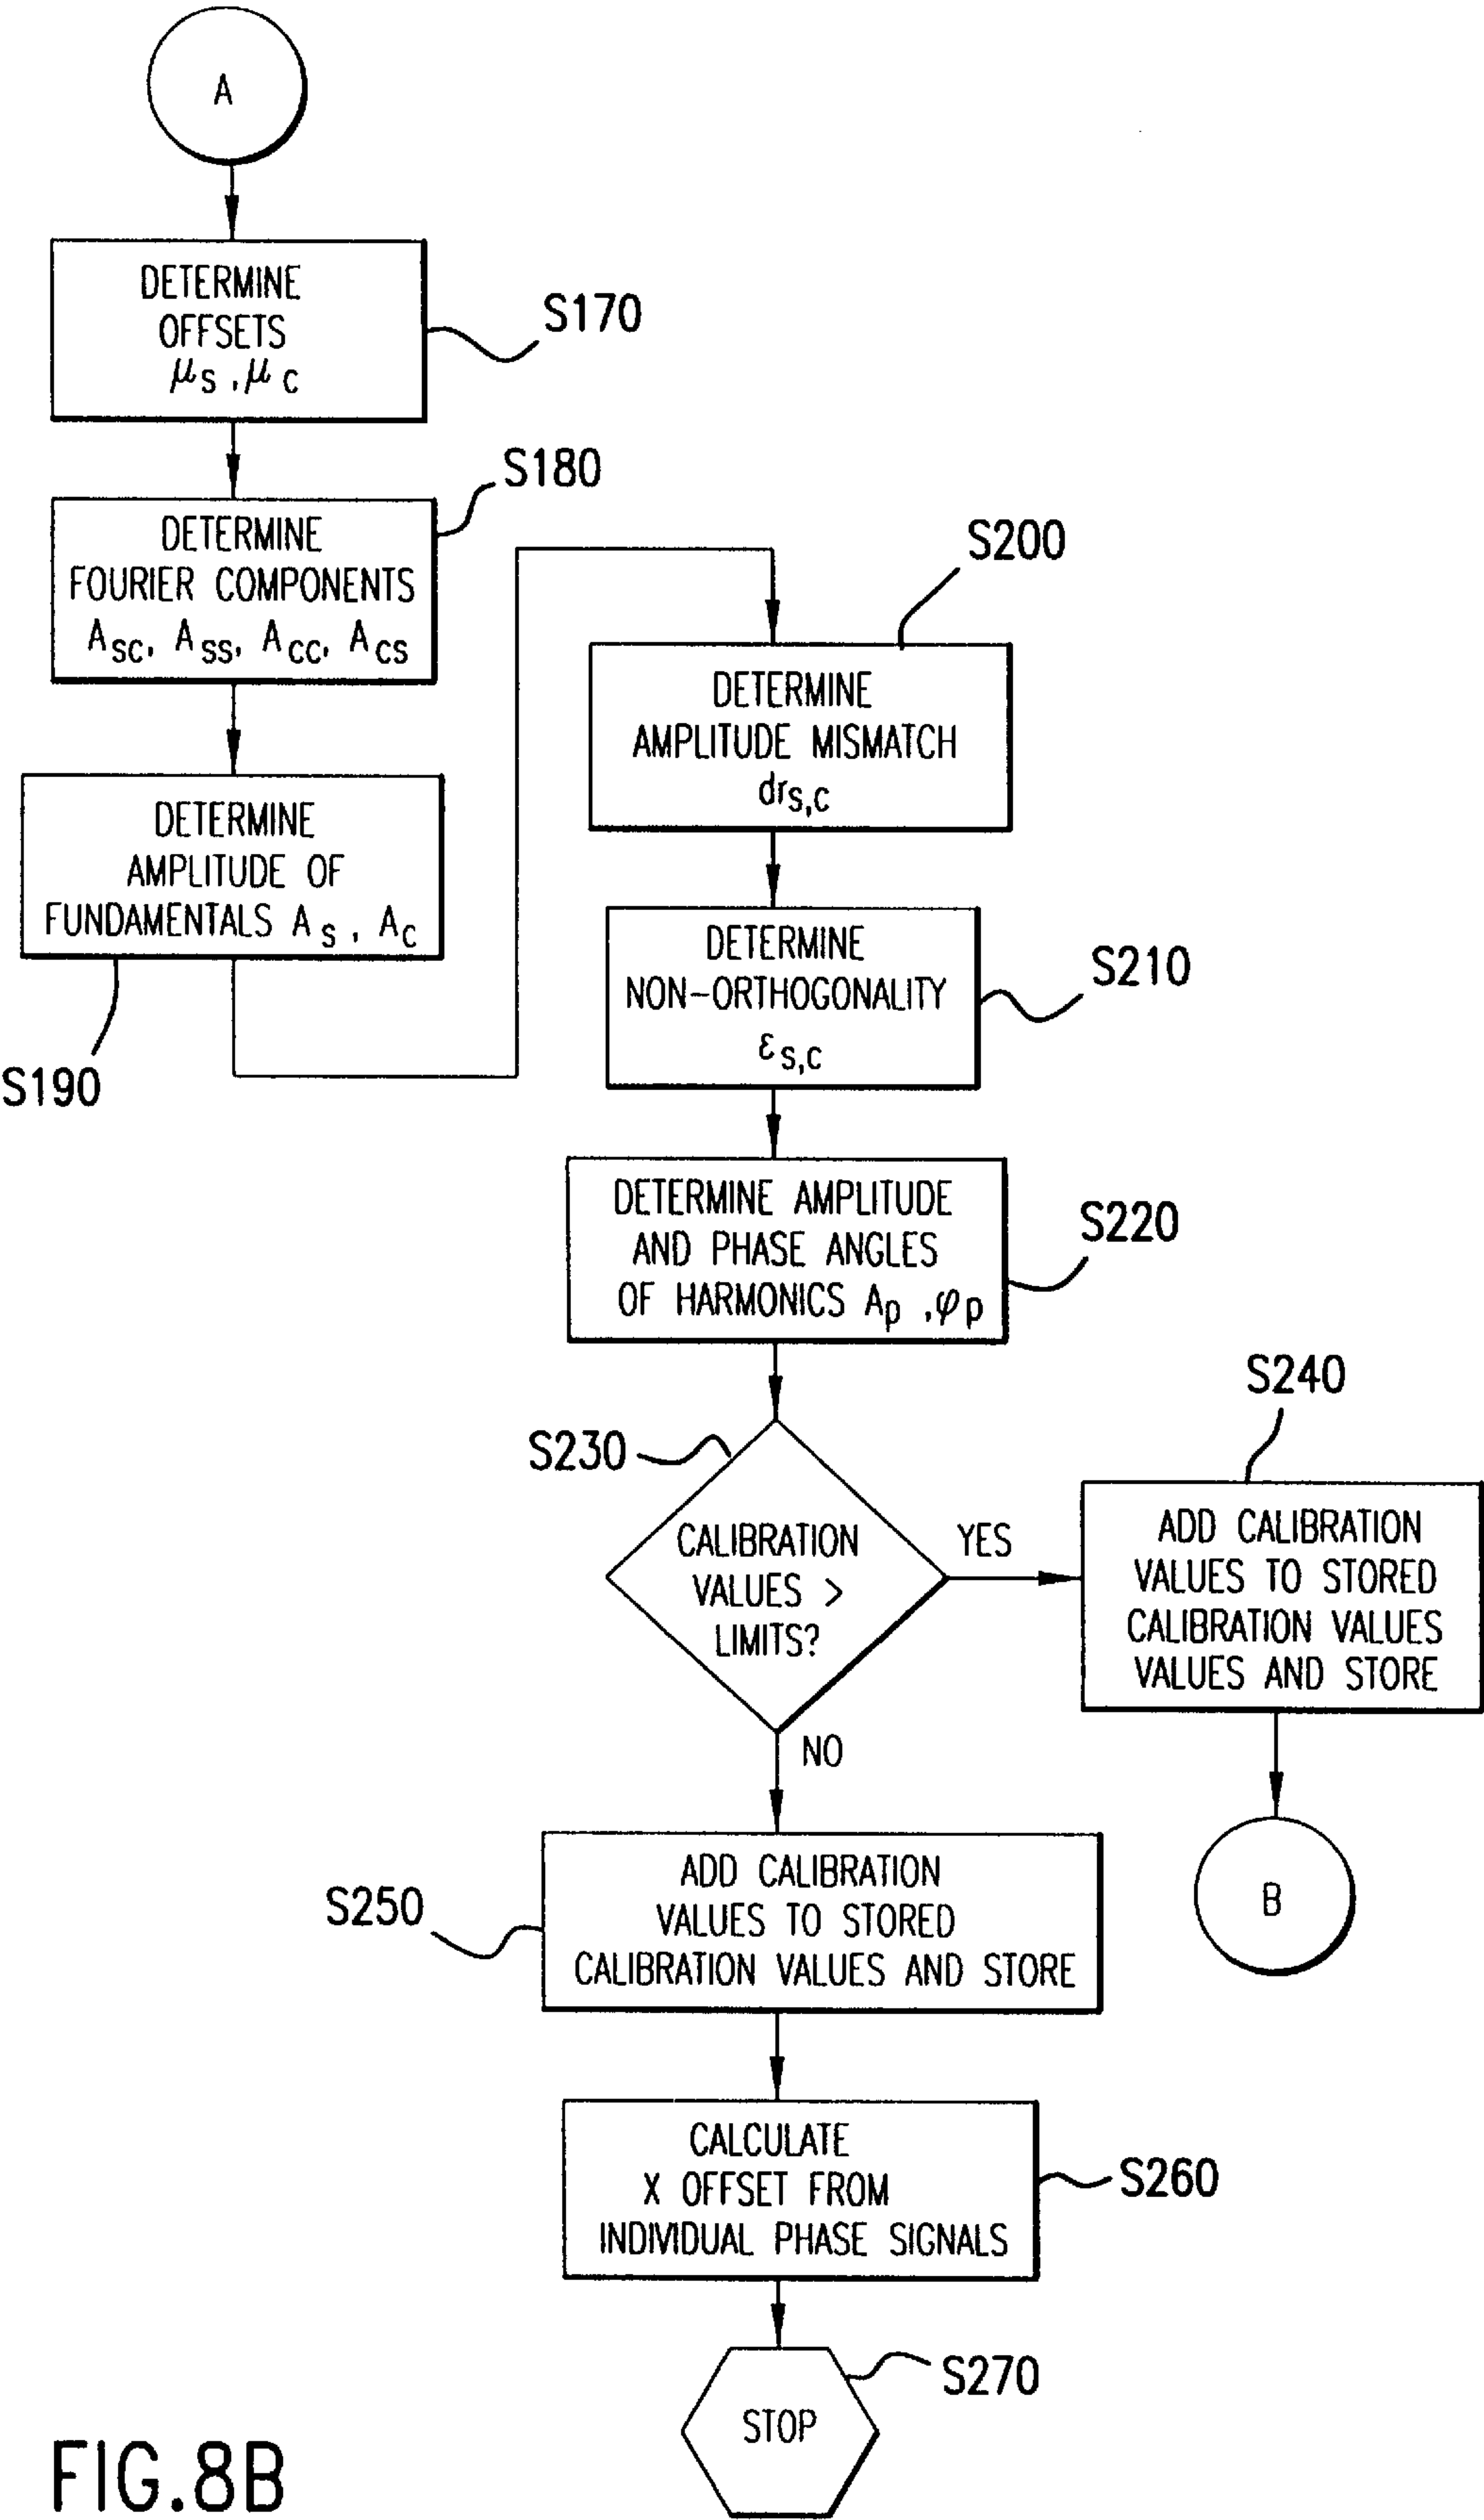 A
DETERMINE
OFFSETS
μs, μc
S170
S180
DETERMINE
FOURIER COMPONENTS
Asc, Ass, Acc, Acs
DETERMINE
AMPLITUDE OF
FUNDAMENTALS As, Ac
S190
S200
DETERMINE
AMPLITUDE MISMATCH
drs,c
DETERMINE
NON-ORTHOGONALITY
εs,c
S210
DETERMINE AMPLITUDE
AND PHASE ANGLES
OF HARMONICS Ap, φp
S220
S230
CALIBRATION
VALUES >
LIMITS?
YES
NO
S240
ADD CALIBRATION
VALUES TO STORED
CALIBRATION VALUES
VALUES AND STORE
B
S250
ADD CALIBRATION
VALUES TO STORED
CALIBRATION VALUES AND STORE
CALCULATE
X OFFSET FROM
INDIVIDUAL PHASE SIGNALS
S260
STOP
S270
FIG.8B